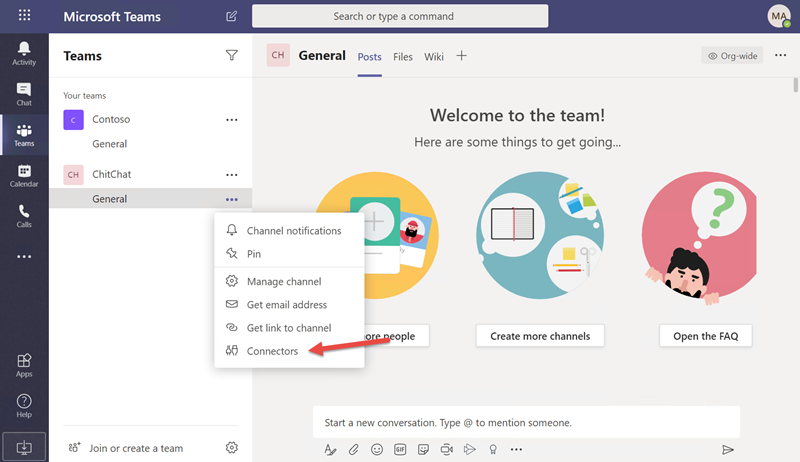 Microsoft Teams
Search or type a command
MA
Activity
Chat
Teams
Calendar
Calls
Apps
Help
Teams
Your teams
C
Contoso
General
CH
ChitChat
General
Channel notifications
Pin
Manage channel
Get email address
Get link to channel
Connectors
Join or create a team
CH
General
Posts
Files
Wiki
Org-wide
Welcome to the team!
Here are some things to get going...
people
Create more channels
Open the FAQ
Start a new conversation. Type @ to mention someone.
GIF